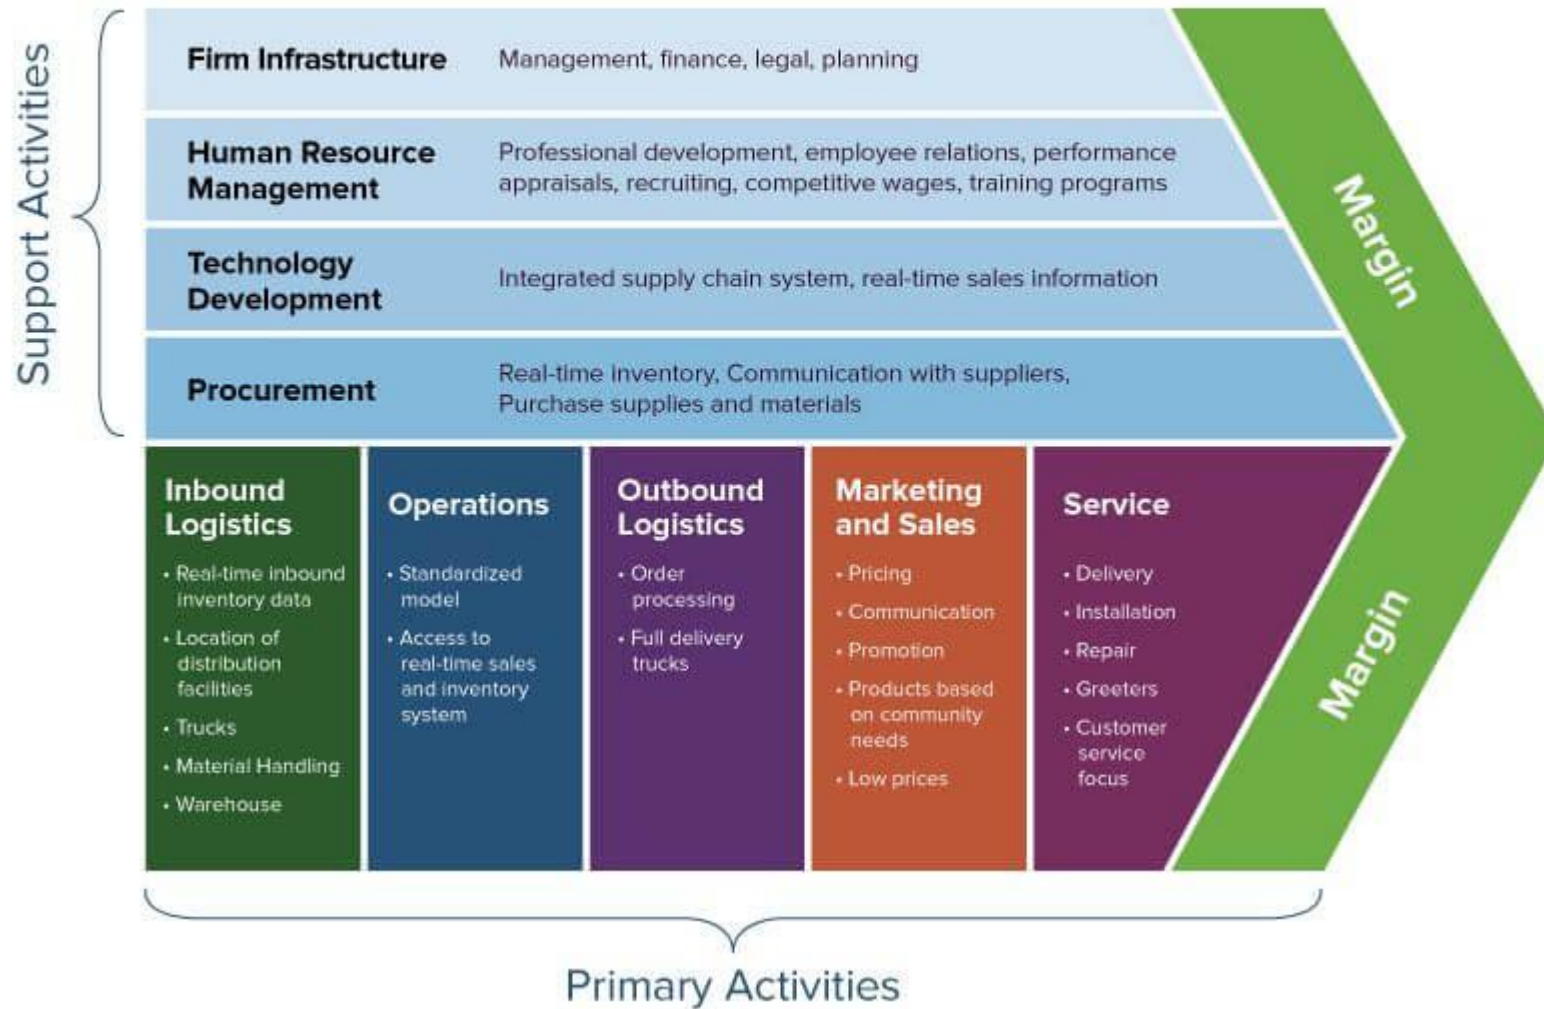 Support Activities
Firm Infrastructure
Management, finance, legal, planning
Human Resource
Management
Professional development, employee relations, performance
appraisals, recruiting, competitive wages, training programs
Technology
Development
Integrated supply chain system, real-time sales information
Procurement
Real-time inventory, Communication with suppliers,
Purchase supplies and materials
Margin
Inbound
Logistics
• Real-time inbound
inventory data
• Location of
distribution
facilities
• Trucks
• Material Handling
• Warehouse
Operations
• Standardized
model
• Access to
real-time sales
and inventory
system
Outbound
Logistics
• Order
processing
• Full delivery
trucks
Marketing
and Sales
• Pricing
• Communication
• Promotion
• Products based
on community
needs
• Low prices
Service
• Delivery
• Installation
• Repair
• Greeters
• Customer
service
focus
Margin
Primary Activities